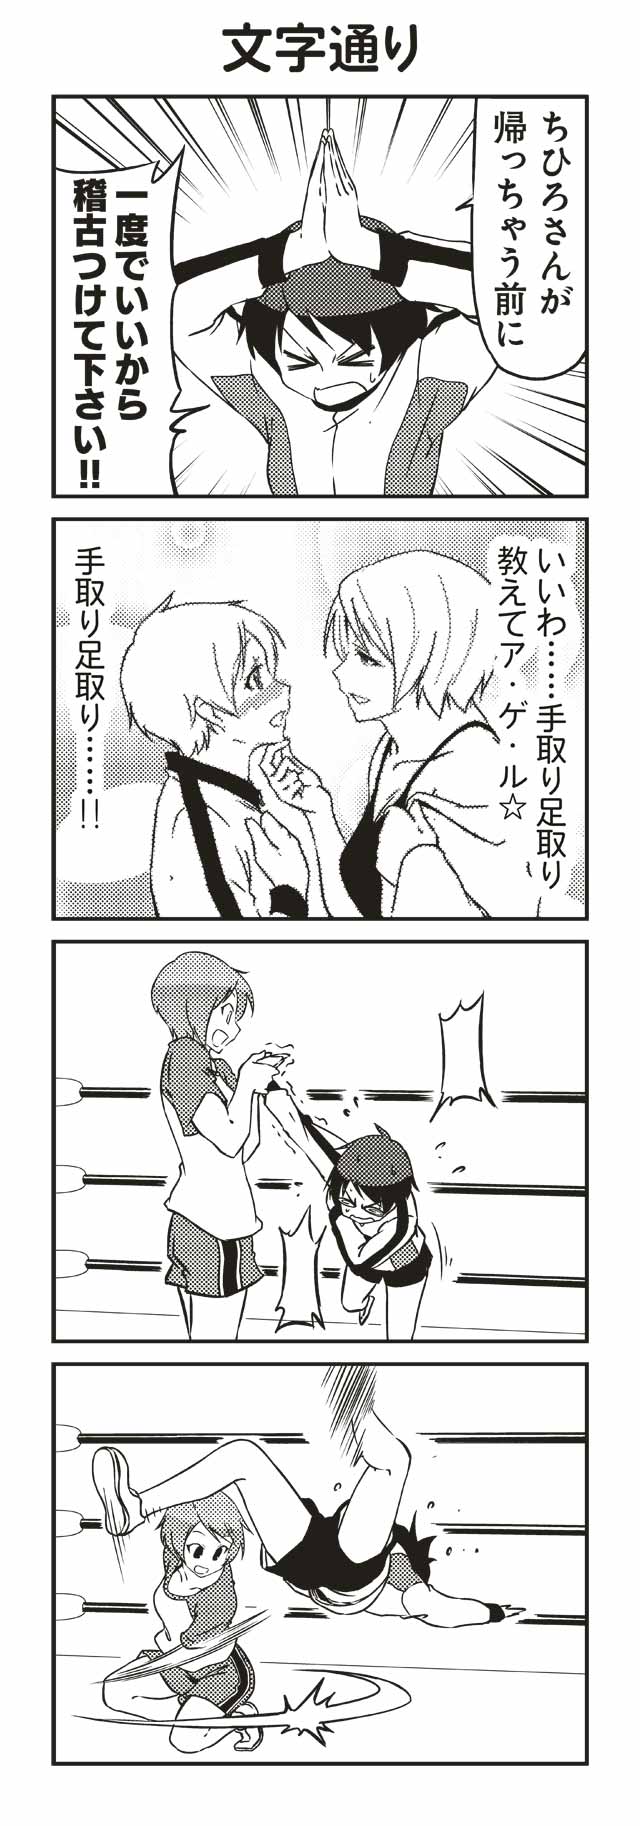 文字通り
ちひろさんが
帰っちゃう前に
一度でいいから
稽古つけて下さい!!
いいわ……手取り足取り
教えてア・ゲ・ル☆
手取り足取り……!!